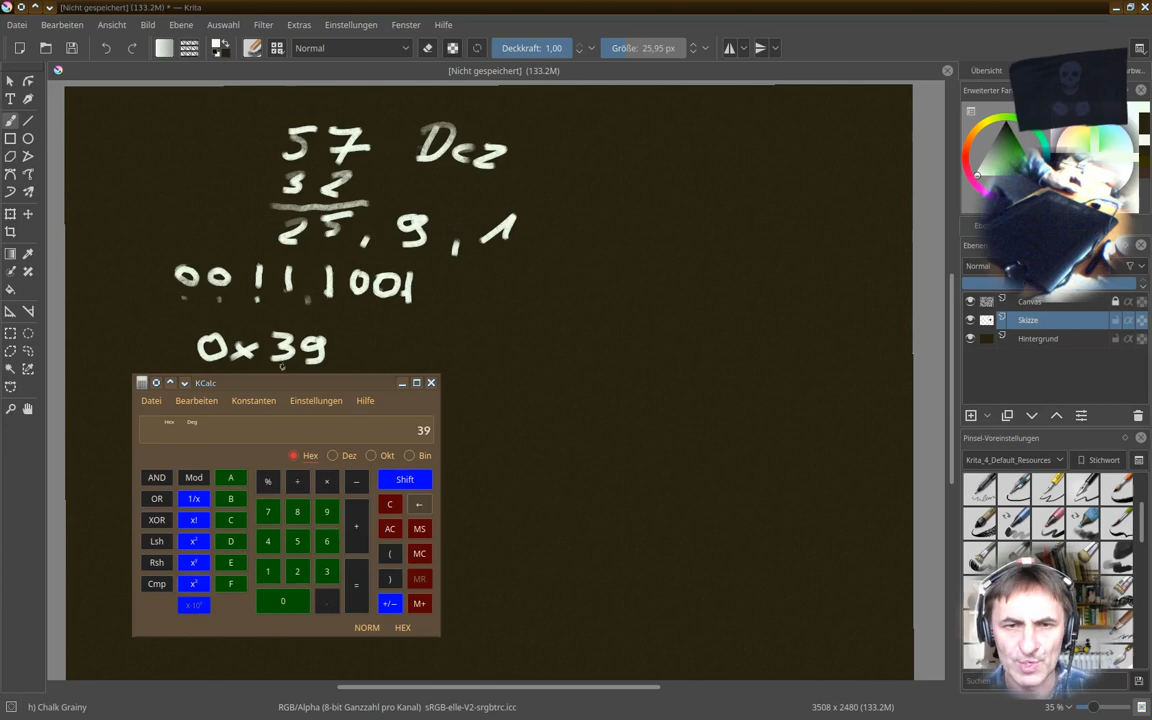 [Nicht gespeichert] (133.2M) * — Krita
Datei Bearbeiten Ansicht Bild Ebene Auswahl Filter Extras Einstellungen Fenster Hilfe
Normal Deckkraft: 1,00 Größe: 25,95 px
[Nicht gespeichert] (133.2M)
Übersicht
Erweiterter
57 Dez
32
25, 9, 1
00111001
0x39
Ebenen
Normal
Canvas
Skizze
Hintergrund
KCalc
Datei Bearbeiten Konstanten Einstellungen Hilfe
Hex Deg
39
Hex Dez Okt Bin
AND Mod A % ÷ × − Shift
OR 1/x B 7 8 9 C ←
XOR x! C + AC MS
Lsh x² D 4 5 6 ( MC
Rsh E 1 2 3 = ) MR
Cmp x³ F 0 . +/− M+
NORM HEX
Pinsel-Voreinstellungen
Krita_4_Default_Resources Stichwort
Suchen
h) Chalk Grainy RGB/Alpha (8-bit Ganzzahl pro Kanal) sRGB-elle-V2-srgbtrc.icc 3508 x 2480 (133.2M) 35 %